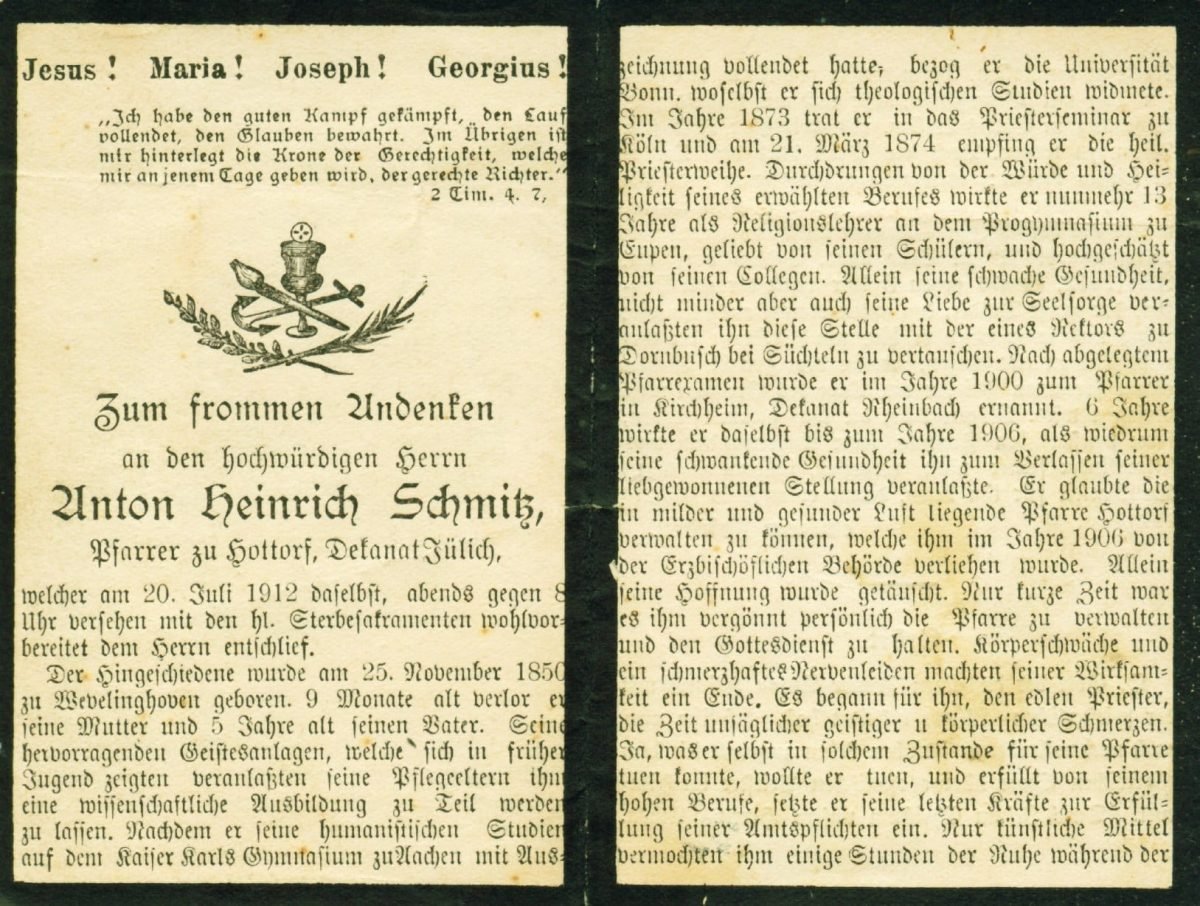 Jesus! Maria! Joseph! Georgius!
„Ich habe den guten Kampf gekämpft, den Lauf
vollendet, den Glauben bewahrt. Im Übrigen ist
mir hinterlegt die Krone der Gerechtigkeit, welche
mir an jenem Tage geben wird, der gerechte Richter.“
2 Tim. 4. 7,
Zum frommen Andenken
an den hochwürdigen Herrn
Anton Heinrich Schmitz,
Pfarrer zu Hottorf, Dekanat Jülich,
welcher am 20. Juli 1912 daselbst, abends gegen 8
Uhr versehen mit den hl. Sterbesakramenten wohlvor-
bereitet dem Herrn entschlief.
Der Hingeschiedene wurde am 25. November 1850
zu Wevelinghoven geboren. 9 Monate alt verlor er
seine Mutter und 5 Jahre alt seinen Vater. Seine
hervorragenden Geistesanlagen, welche sich in früher
Jugend zeigten veranlaßten seine Pflegeeltern ihm
eine wissenschaftliche Ausbildung zu Teil werden
zu lassen. Nachdem er seine humanistischen Studien
auf dem Kaiser Karls Gymnasium zu Aachen mit Aus-
zeichnung vollendet hatte, bezog er die Universität
Bonn. woselbst er sich theologischen Studien widmete.
Im Jahre 1873 trat er in das Priesterseminar zu
Köln und am 21. März 1874 empfing er die heil.
Priesterweihe. Durchdrungen von der Würde und Hei-
ligkeit seines erwählten Berufes wirkte er nunmehr 13
Jahre als Religionslehrer an dem Progymnasium zu
Eupen, geliebt von seinen Schülern, und hochgeschätzt
von seinen Collegen. Allein seine schwache Gesundheit,
nicht minder aber auch seine Liebe zur Seelsorge ver-
anlaßten ihn diese Stelle mit der eines Rektors zu
Dornbusch bei Süchteln zu vertauschen. Nach abgelegtem
Pfarrexamen wurde er im Jahre 1900 zum Pfarrer
in Kirchheim, Dekanat Rheinbach ernannt. 6 Jahre
wirkte er daselbst bis zum Jahre 1906, als wiedrum
seine schwankende Gesundheit ihn zum Verlassen seiner
liebgewonnenen Stellung veranlaßte. Er glaubte die
in milder und gesunder Luft liegende Pfarre Hottorf
verwalten zu können, welche ihm im Jahre 1906 von
der Erzbischöflichen Behörde verliehen wurde. Allein
seine Hoffnung wurde getäuscht. Nur kurze Zeit war
es ihm vergönnt persönlich die Pfarre zu verwalten
und den Gottesdienst zu halten. Körperschwäche und
ein schmerzhaftes Nervenleiden machten seiner Wirksam-
keit ein Ende. Es begann für ihn, den edlen Priester,
die Zeit unsäglicher geistiger u körperlicher Schmerzen.
Ja, was er selbst in solchem Zustande für seine Pfarre
tuen konnte, wollte er tuen, und erfüllt von seinem
hohen Berufe, setzte er seine letzten Kräfte zur Erfül-
lung seiner Amtspflichten ein. Nur künstliche Mittel
vermochten ihm einige Stunden der Ruhe während der